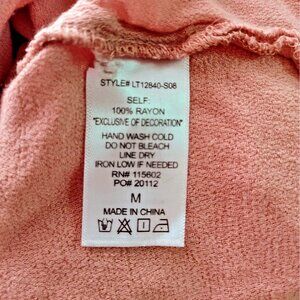 STYLE# LT12840-S08
SELF:
100% RAYON
"EXCLUSIVE OF DECORATION"
HAND WASH COLD
DO NOT BLEACH
LINE DRY
IRON LOW IF NEEDED
RN# 115602
PO# 20112
M
MADE IN CHINA